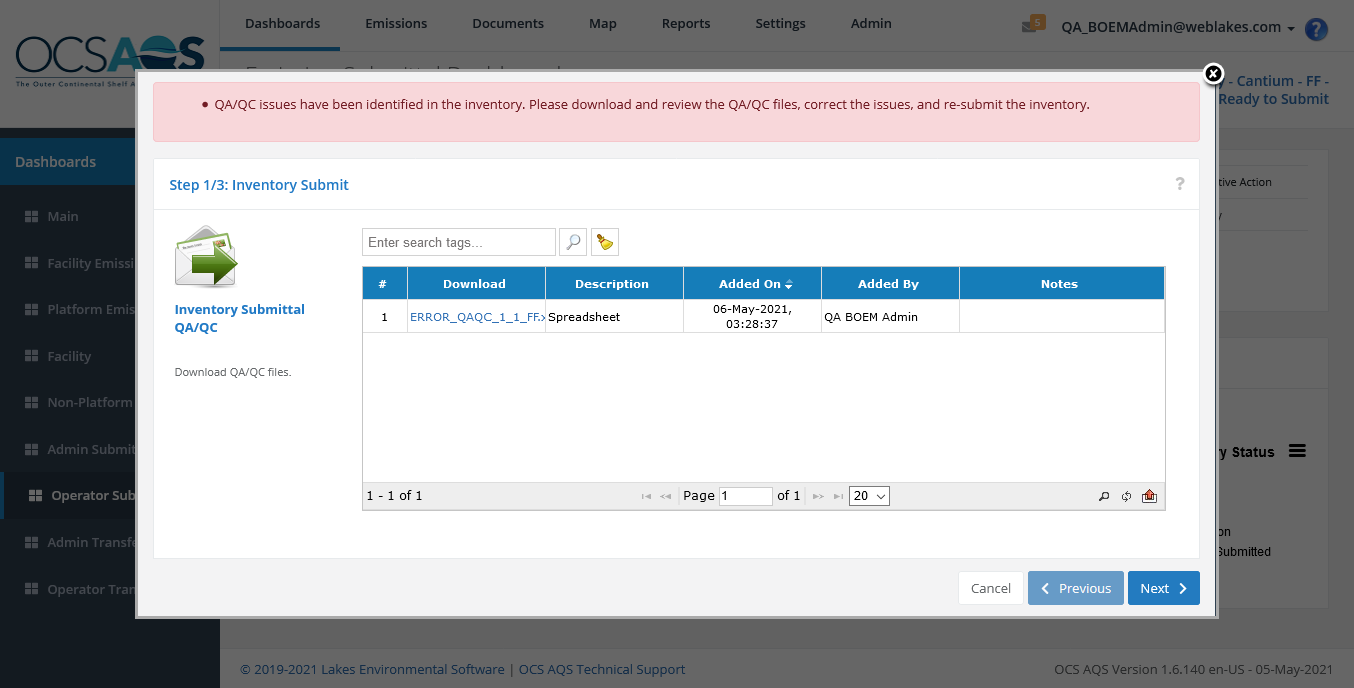 Dashboards
Emissions
Documents
Map
Reports
Settings
Admin
5
QA_BOEMAdmin@weblakes.com
?
OCSAQS
The Outer Continental Shelf A
y - Cantium - FF -
Ready to Submit
• QA/QC issues have been identified in the inventory. Please download and review the QA/QC files, correct the issues, and re-submit the inventory.
Dashboards
Main
Facility Emissi
Platform Emis
Facility
Non-Platform
Admin Submit
Operator Sub
Admin Transfe
Operator Tran
Step 1/3: Inventory Submit
?
Inventory Submittal
QA/QC
Download QA/QC files.
Enter search tags...
# Download Description Added On Added By Notes
1 ERROR_QAQC_1_1_FF.x Spreadsheet 06-May-2021, 03:28:37 QA BOEM Admin
1 - 1 of 1
Page 1 of 1
20
Cancel
Previous
Next
tive Action
y Status
on
Submitted
© 2019-2021 Lakes Environmental Software | OCS AQS Technical Support
OCS AQS Version 1.6.140 en-US - 05-May-2021